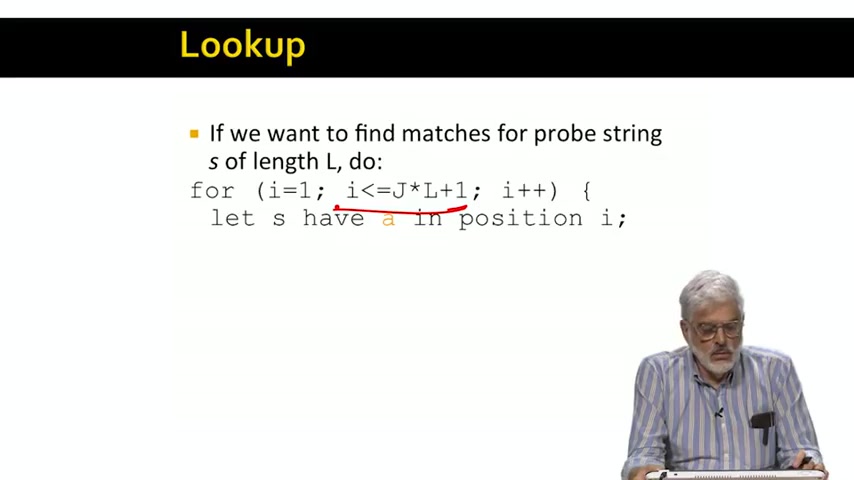 Lookup
If we want to find matches for probe string
s of length L, do:
for (i=1; i<=J*L+1; i++) {
let s have a in position i;